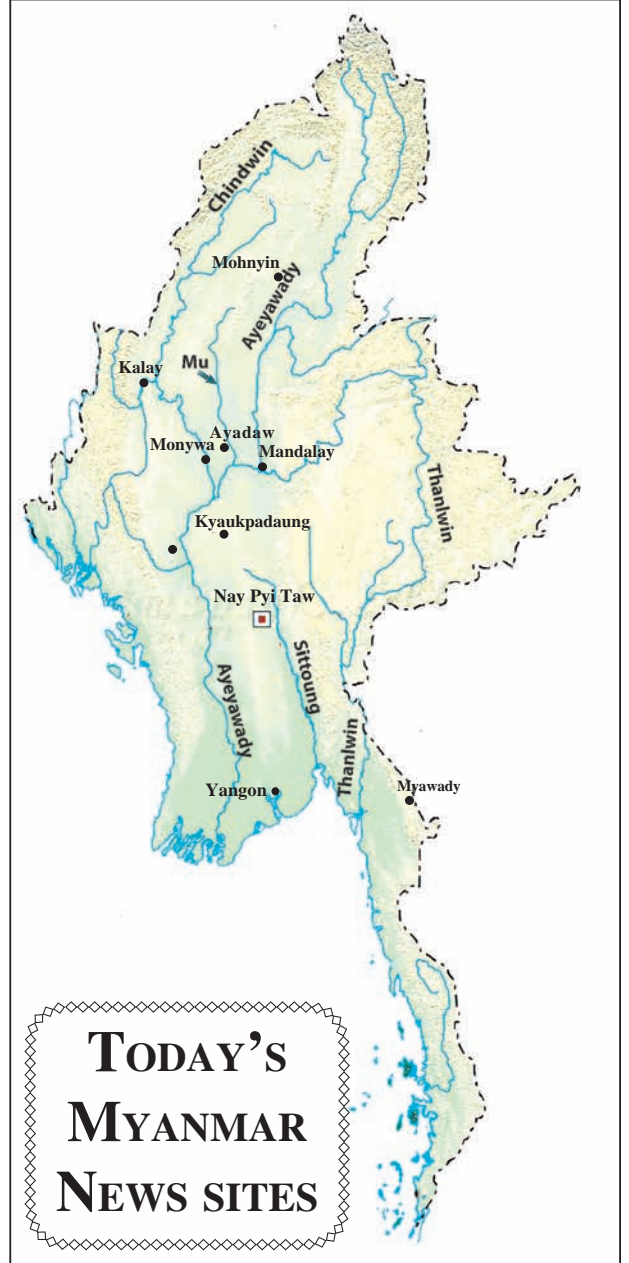 Chindwin
Mohnyin
Ayeyawady
Kalay
Mu
Ayadaw
Monywa
Mandalay
Thanlwin
Kyaukpadaung
Nay Pyi Taw
Sittoung
Ayeyawady
Thanlwin
Yangon
Myawady
TODAY'S
MYANMAR
NEWS SITES